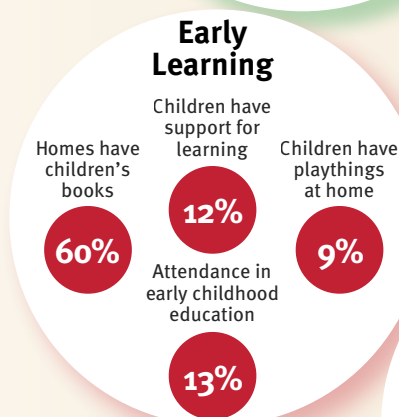 Early
Learning
Children have
support for
learning
12%
Homes have
children's
books
60%
Children have
playthings
at home
9%
Attendance in
early childhood
education
13%